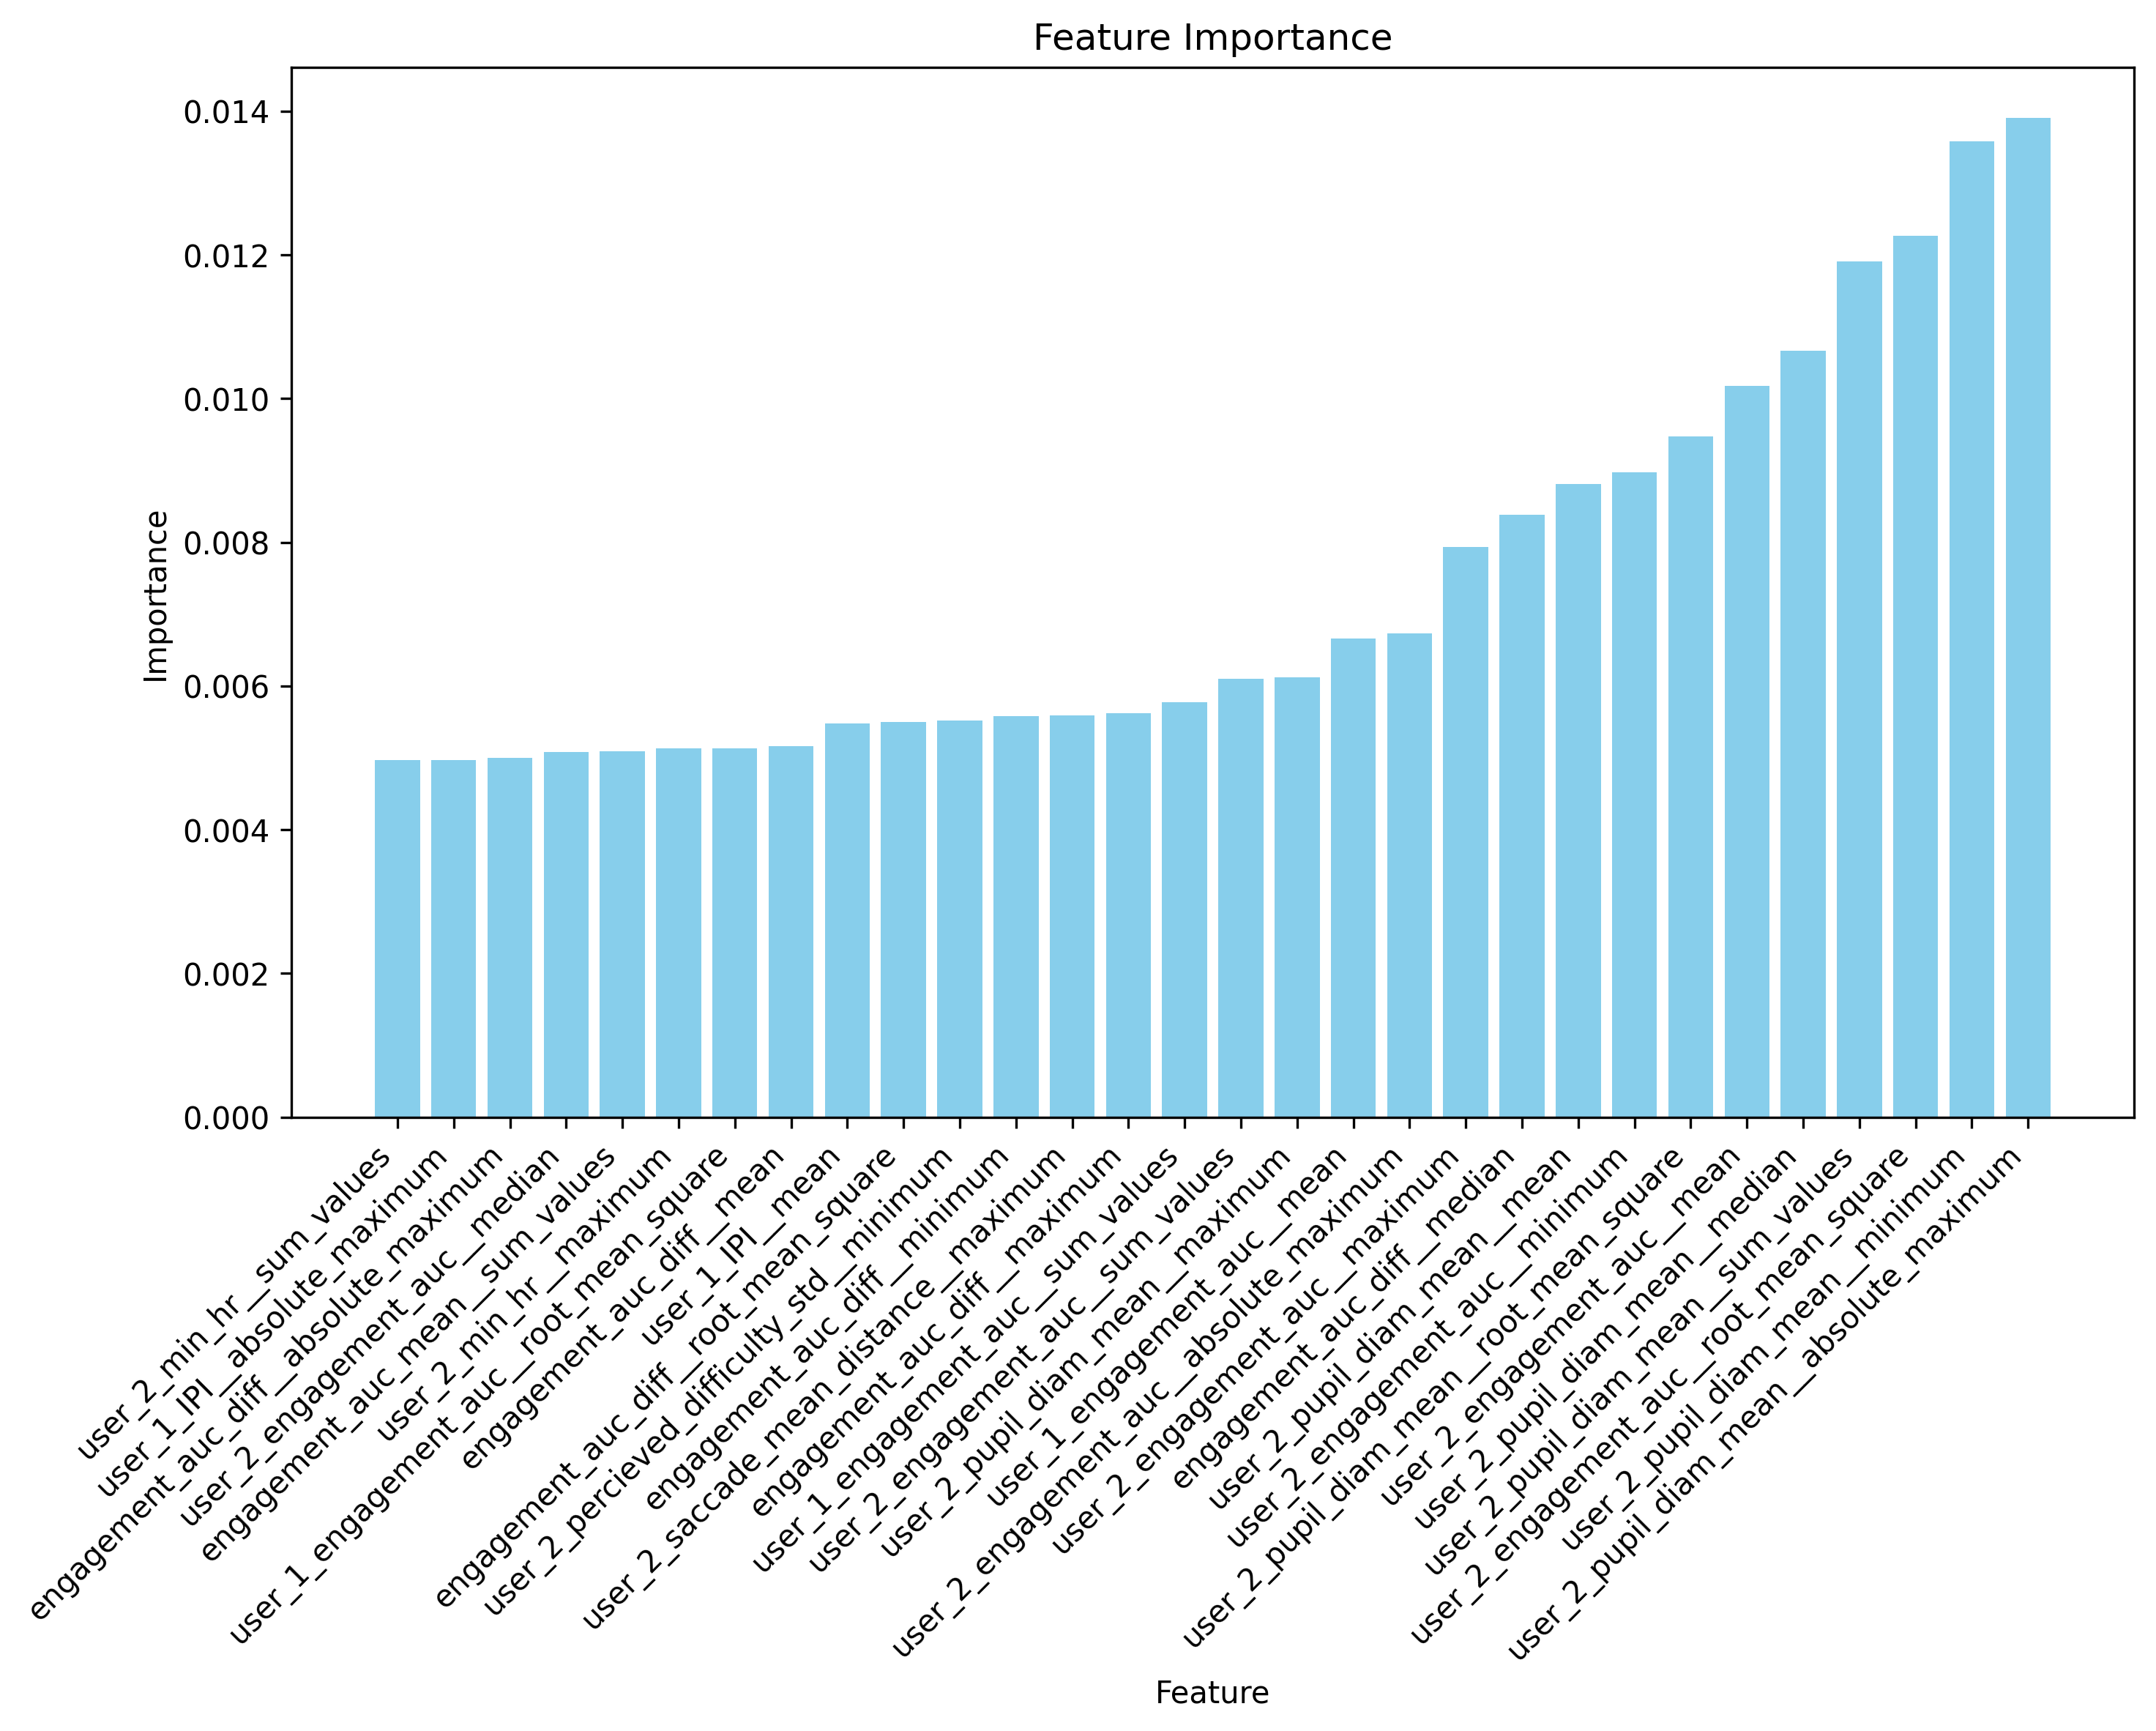 Feature Importance
0.014
0.012
0.010
0.008
0.006
0.004
0.002
0.000
Importance
user_2_min_hr__sum_values
user_1_IPI__absolute_maximum
engagement_auc_diff__absolute_maximum
user_2_engagement_auc__median
engagement_auc_mean__sum_values
user_2_min_hr__maximum
user_1_engagement_auc__root_mean_square
engagement_auc_diff__mean
user_1_IPI__mean
engagement_auc_diff__root_mean_square
user_2_percieved_difficulty_std__minimum
engagement_auc_diff__minimum
user_2_saccade_mean_distance__maximum
engagement_auc_diff__maximum
user_1_engagement_auc__sum_values
user_2_engagement_auc__sum_values
user_2_pupil_diam_mean__maximum
user_1_engagement_auc__mean
user_2_engagement_auc__absolute_maximum
user_2_engagement_auc__maximum
engagement_auc_diff__median
user_2_pupil_diam_mean__mean
user_2_engagement_auc__minimum
user_2_pupil_diam_mean__root_mean_square
user_2_engagement_auc__mean
user_2_pupil_diam_mean__median
user_2_pupil_diam_mean__sum_values
user_2_engagement_auc__root_mean_square
user_2_pupil_diam_mean__minimum
user_2_pupil_diam_mean__absolute_maximum
Feature